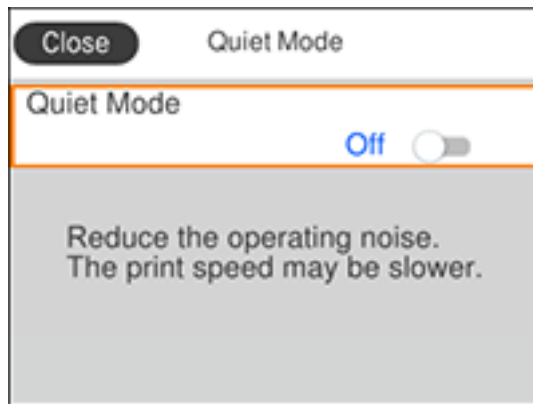 Close Quiet Mode
Quiet Mode
Off
Reduce the operating noise.
The print speed may be slower.